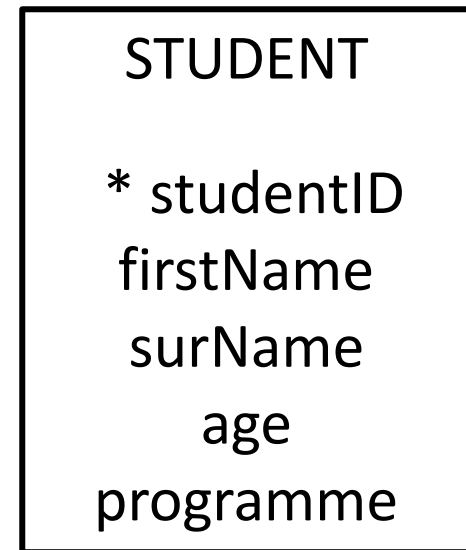 STUDENT
* studentID
firstName
surName
age
programme